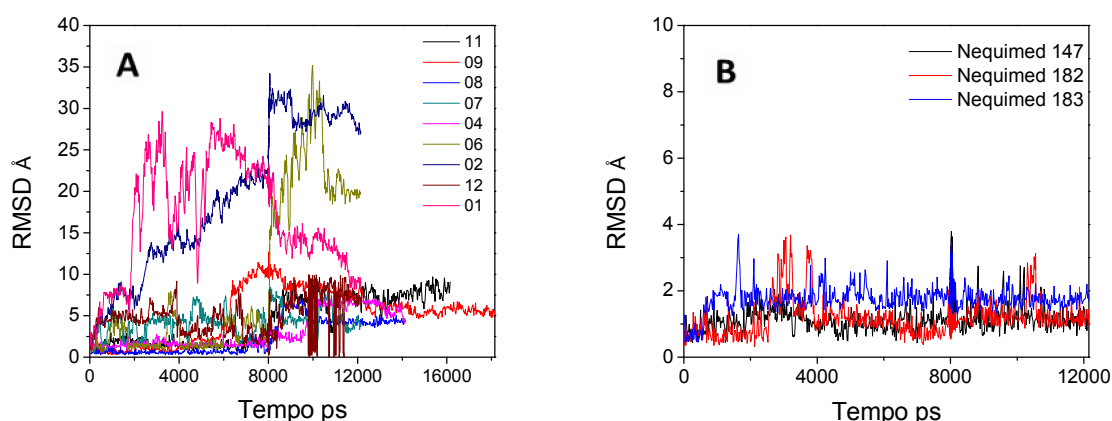 A
40
35
30
25
20
15
10
5
0
RMSD Å
0 4000 8000 12000 16000
Tempo ps
11
09
08
07
04
06
02
12
01
B
10
8
6
4
2
0
RMSD Å
0 4000 8000 12000
Tempo ps
Nequimed 147
Nequimed 182
Nequimed 183